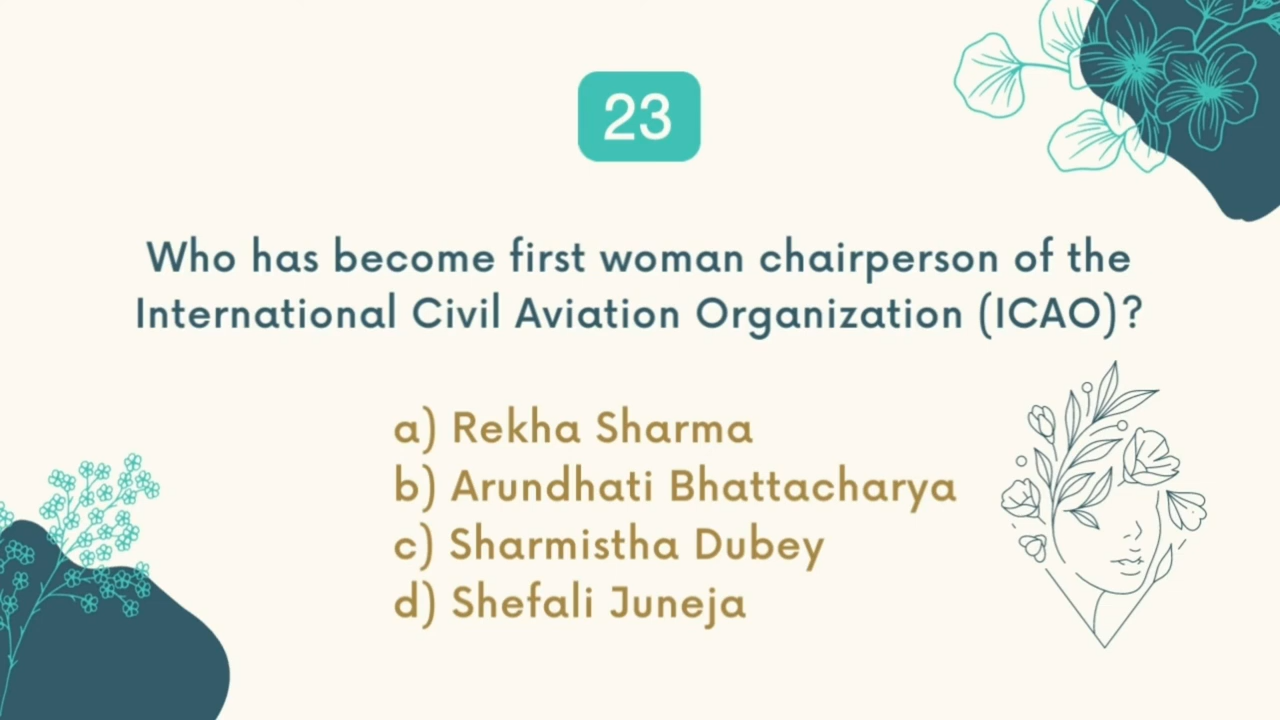 23
Who has become first woman chairperson of the
International Civil Aviation Organization (ICAO)?
a) Rekha Sharma
b) Arundhati Bhattacharya
c) Sharmistha Dubey
d) Shefali Juneja